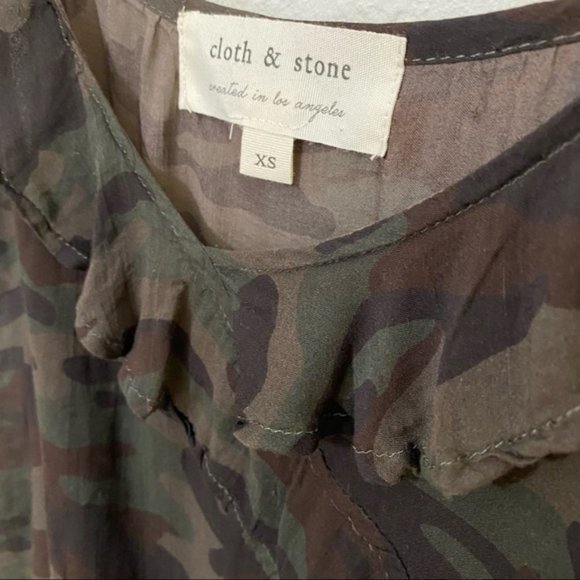 cloth & stone
created in los angeles
XS